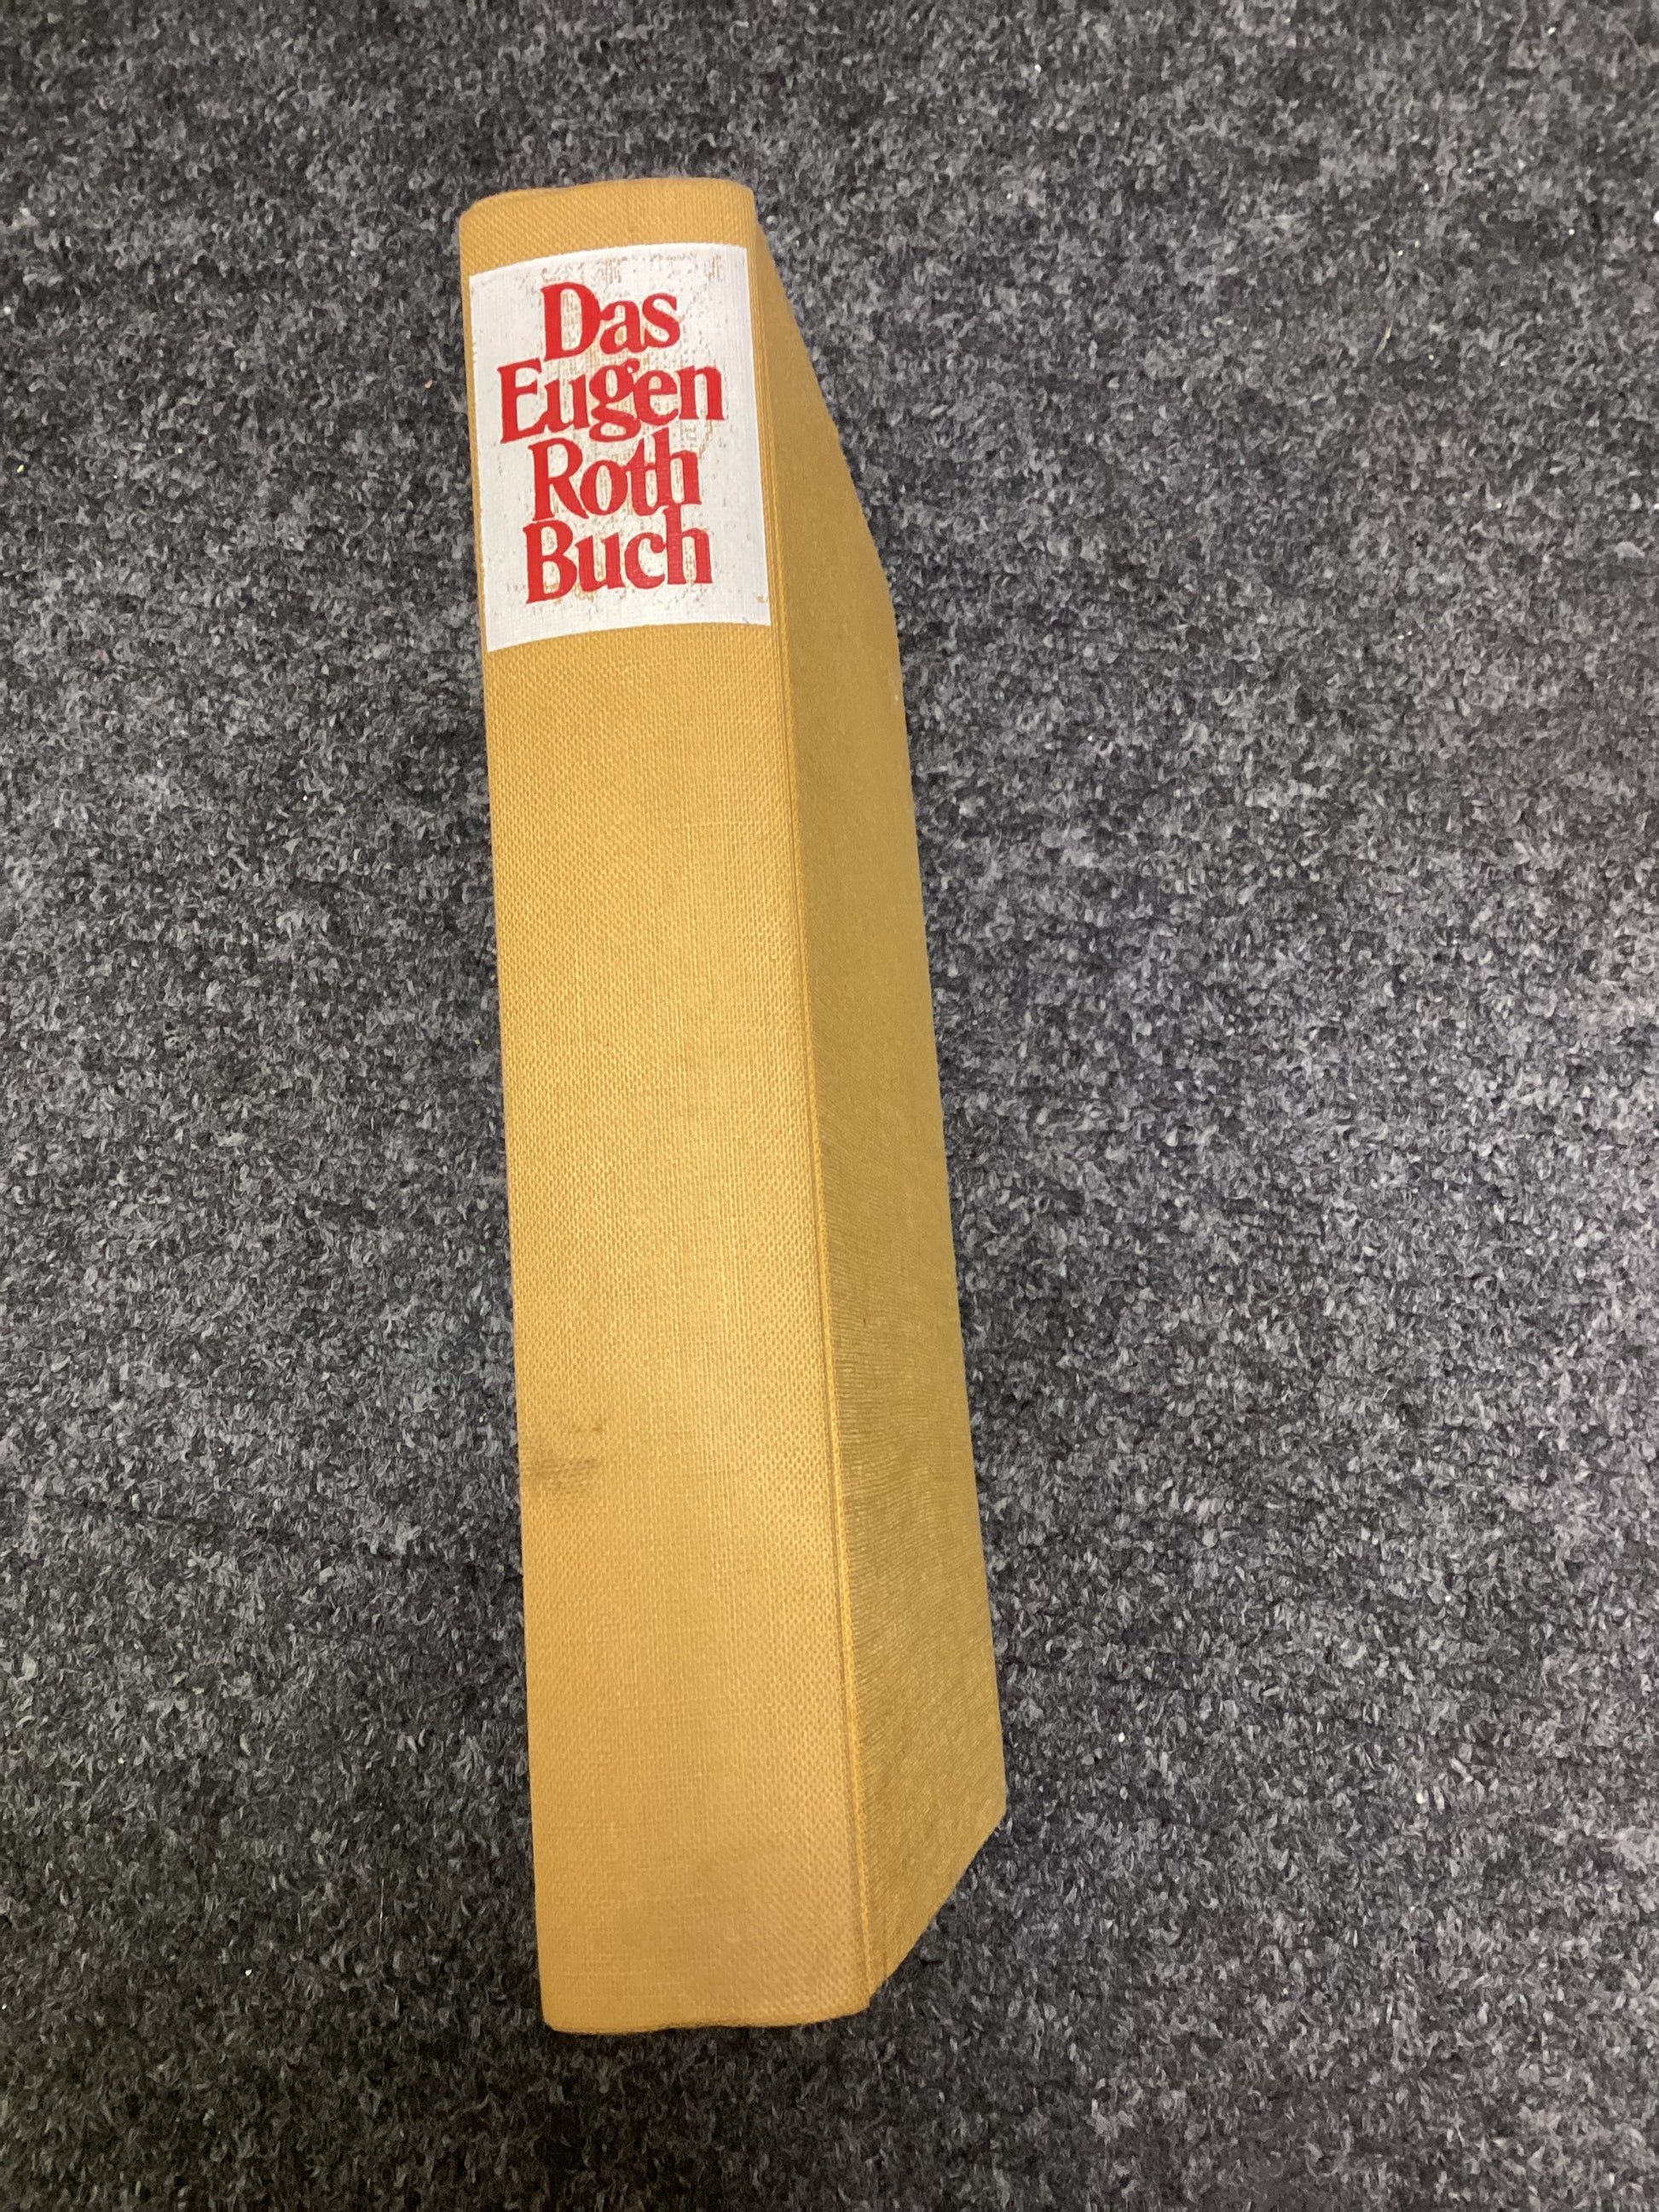 Das
Eugen
Roth
Buch